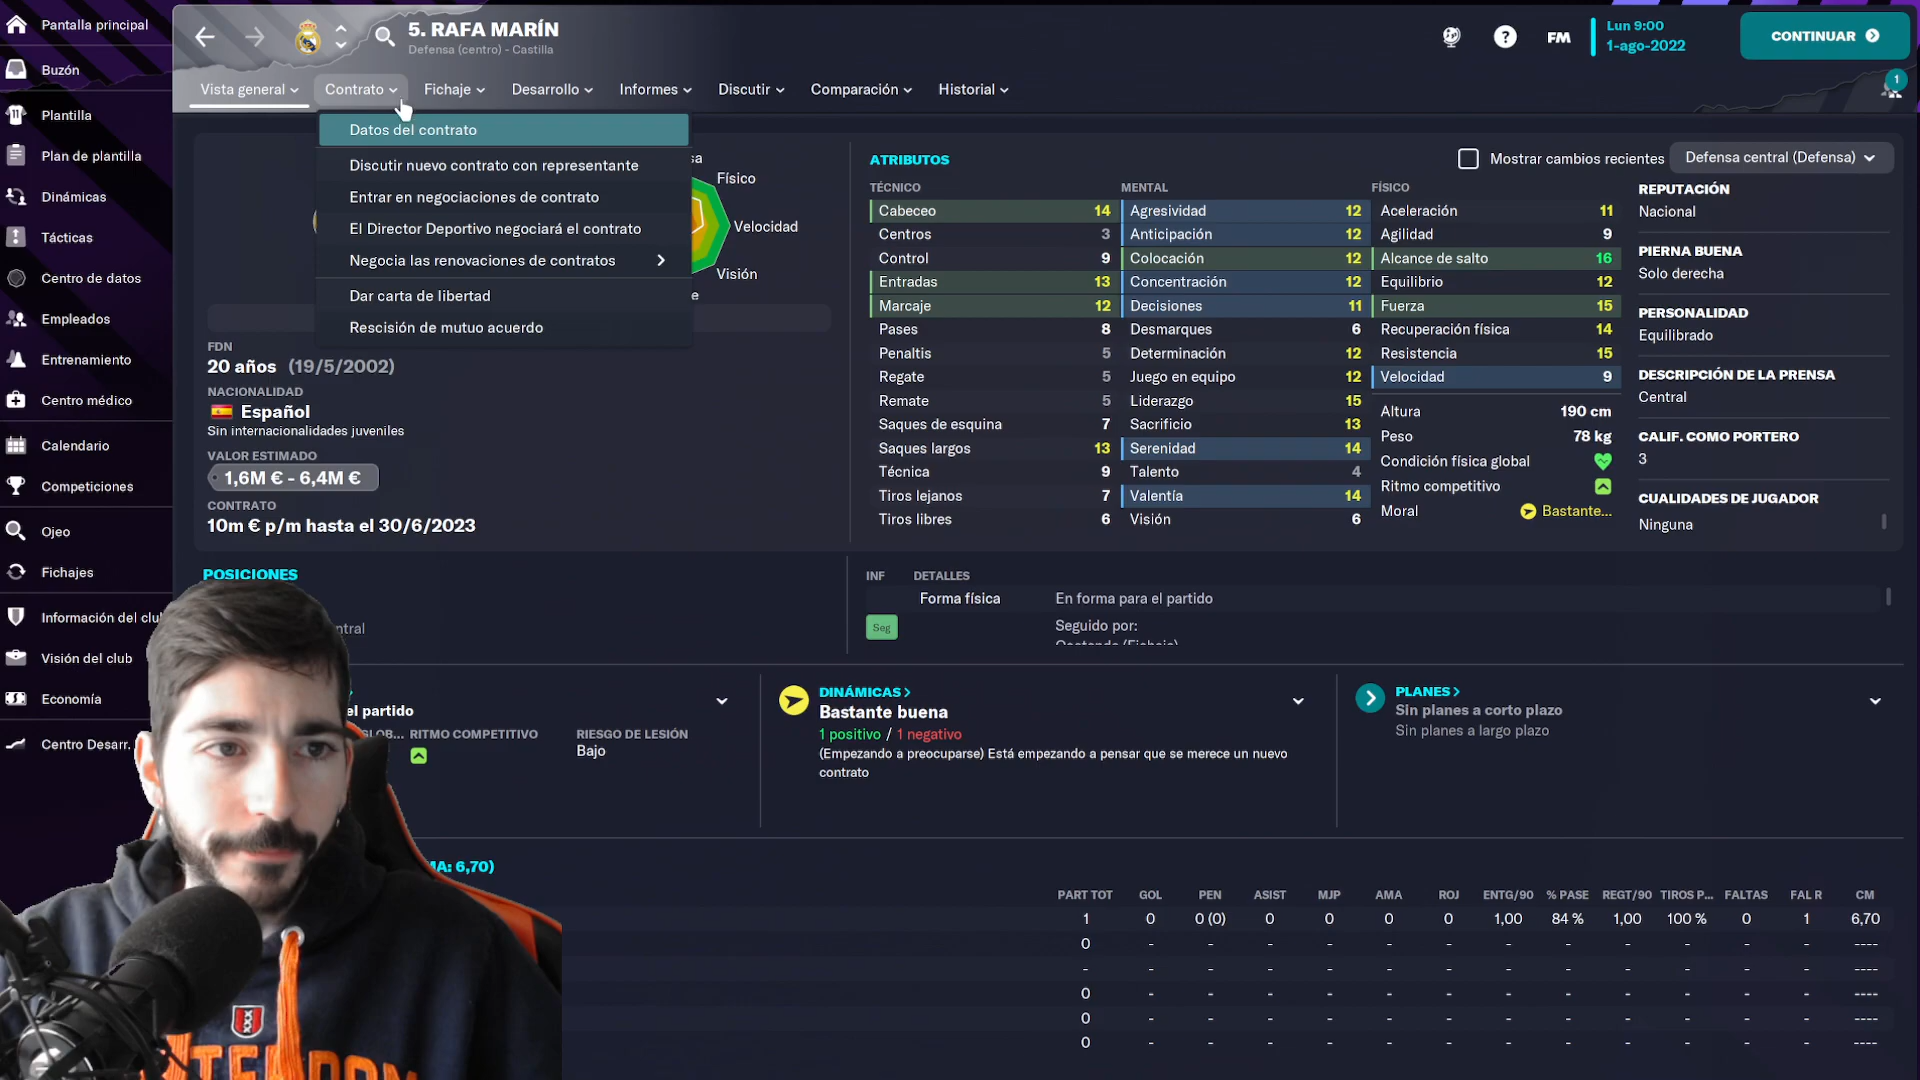 Pantalla principal
Buzón
Plantilla
Plan de plantilla
Dinámicas
Tácticas
Centro de datos
Empleados
Entrenamiento
Centro médico
Calendario
Competiciones
Ojeo
Fichajes
Información del clu
Visión del club
Economía
Centro Desarr.
5. RAFA MARÍN
Defensa (centro) - Castilla
FM
Lun 9:00
1-ago-2022
CONTINUAR
1
Vista general
Contrato
Fichaje
Desarrollo
Informes
Discutir
Comparación
Historial
Datos del contrato
Discutir nuevo contrato con representante
Entrar en negociaciones de contrato
El Director Deportivo negociará el contrato
Negocia las renovaciones de contratos
Dar carta de libertad
Rescisión de mutuo acuerdo
sa
Físico
Velocidad
Visión
e
FDN
20 años (19/5/2002)
NACIONALIDAD
Español
Sin internacionalidades juveniles
VALOR ESTIMADO
1,6M € - 6,4M €
CONTRATO
10m € p/m hasta el 30/6/2023
ATRIBUTOS
Mostrar cambios recientes
Defensa central (Defensa)
TÉCNICO
Cabeceo 14
Centros 3
Control 9
Entradas 13
Marcaje 12
Pases 8
Penaltis 5
Regate 5
Remate 5
Saques de esquina 7
Saques largos 13
Técnica 9
Tiros lejanos 7
Tiros libres 6
MENTAL
Agresividad 12
Anticipación 12
Colocación 12
Concentración 12
Decisiones 11
Desmarques 6
Determinación 12
Juego en equipo 12
Liderazgo 15
Sacrificio 13
Serenidad 14
Talento 4
Valentía 14
Visión 6
FÍSICO
Aceleración 11
Agilidad 9
Alcance de salto 16
Equilibrio 12
Fuerza 15
Recuperación física 14
Resistencia 15
Velocidad 9
Altura 190 cm
Peso 78 kg
Condición física global
Ritmo competitivo
Moral Bastante...
REPUTACIÓN
Nacional
PIERNA BUENA
Solo derecha
PERSONALIDAD
Equilibrado
DESCRIPCIÓN DE LA PRENSA
Central
CALIF. COMO PORTERO
3
CUALIDADES DE JUGADOR
Ninguna
POSICIONES
ntral
INF DETALLES
Forma física En forma para el partido
Seg
Seguido por:
el partido
GLOB... RITMO COMPETITIVO RIESGO DE LESIÓN
Bajo
DINÁMICAS
Bastante buena
1 positivo / 1 negativo
(Empezando a preocuparse) Está empezando a pensar que se merece un nuevo
contrato
PLANES
Sin planes a corto plazo
Sin planes a largo plazo
MA: 6,70)
PART TOT GOL PEN ASIST MJP AMA ROJ ENTG/90 % PASE REGT/90 TIROS P... FALTAS FAL R CM
1 0 0 (0) 0 0 0 0 1,00 84 % 1,00 100 % 0 1 6,70
0 - - - - - - - - - - - - ----
- - - - - - - - - - - - - ----
0 - - - - - - - - - - - - ----
0 - - - - - - - - - - - - ----
0 - - - - - - - - - - - - ----
XXX